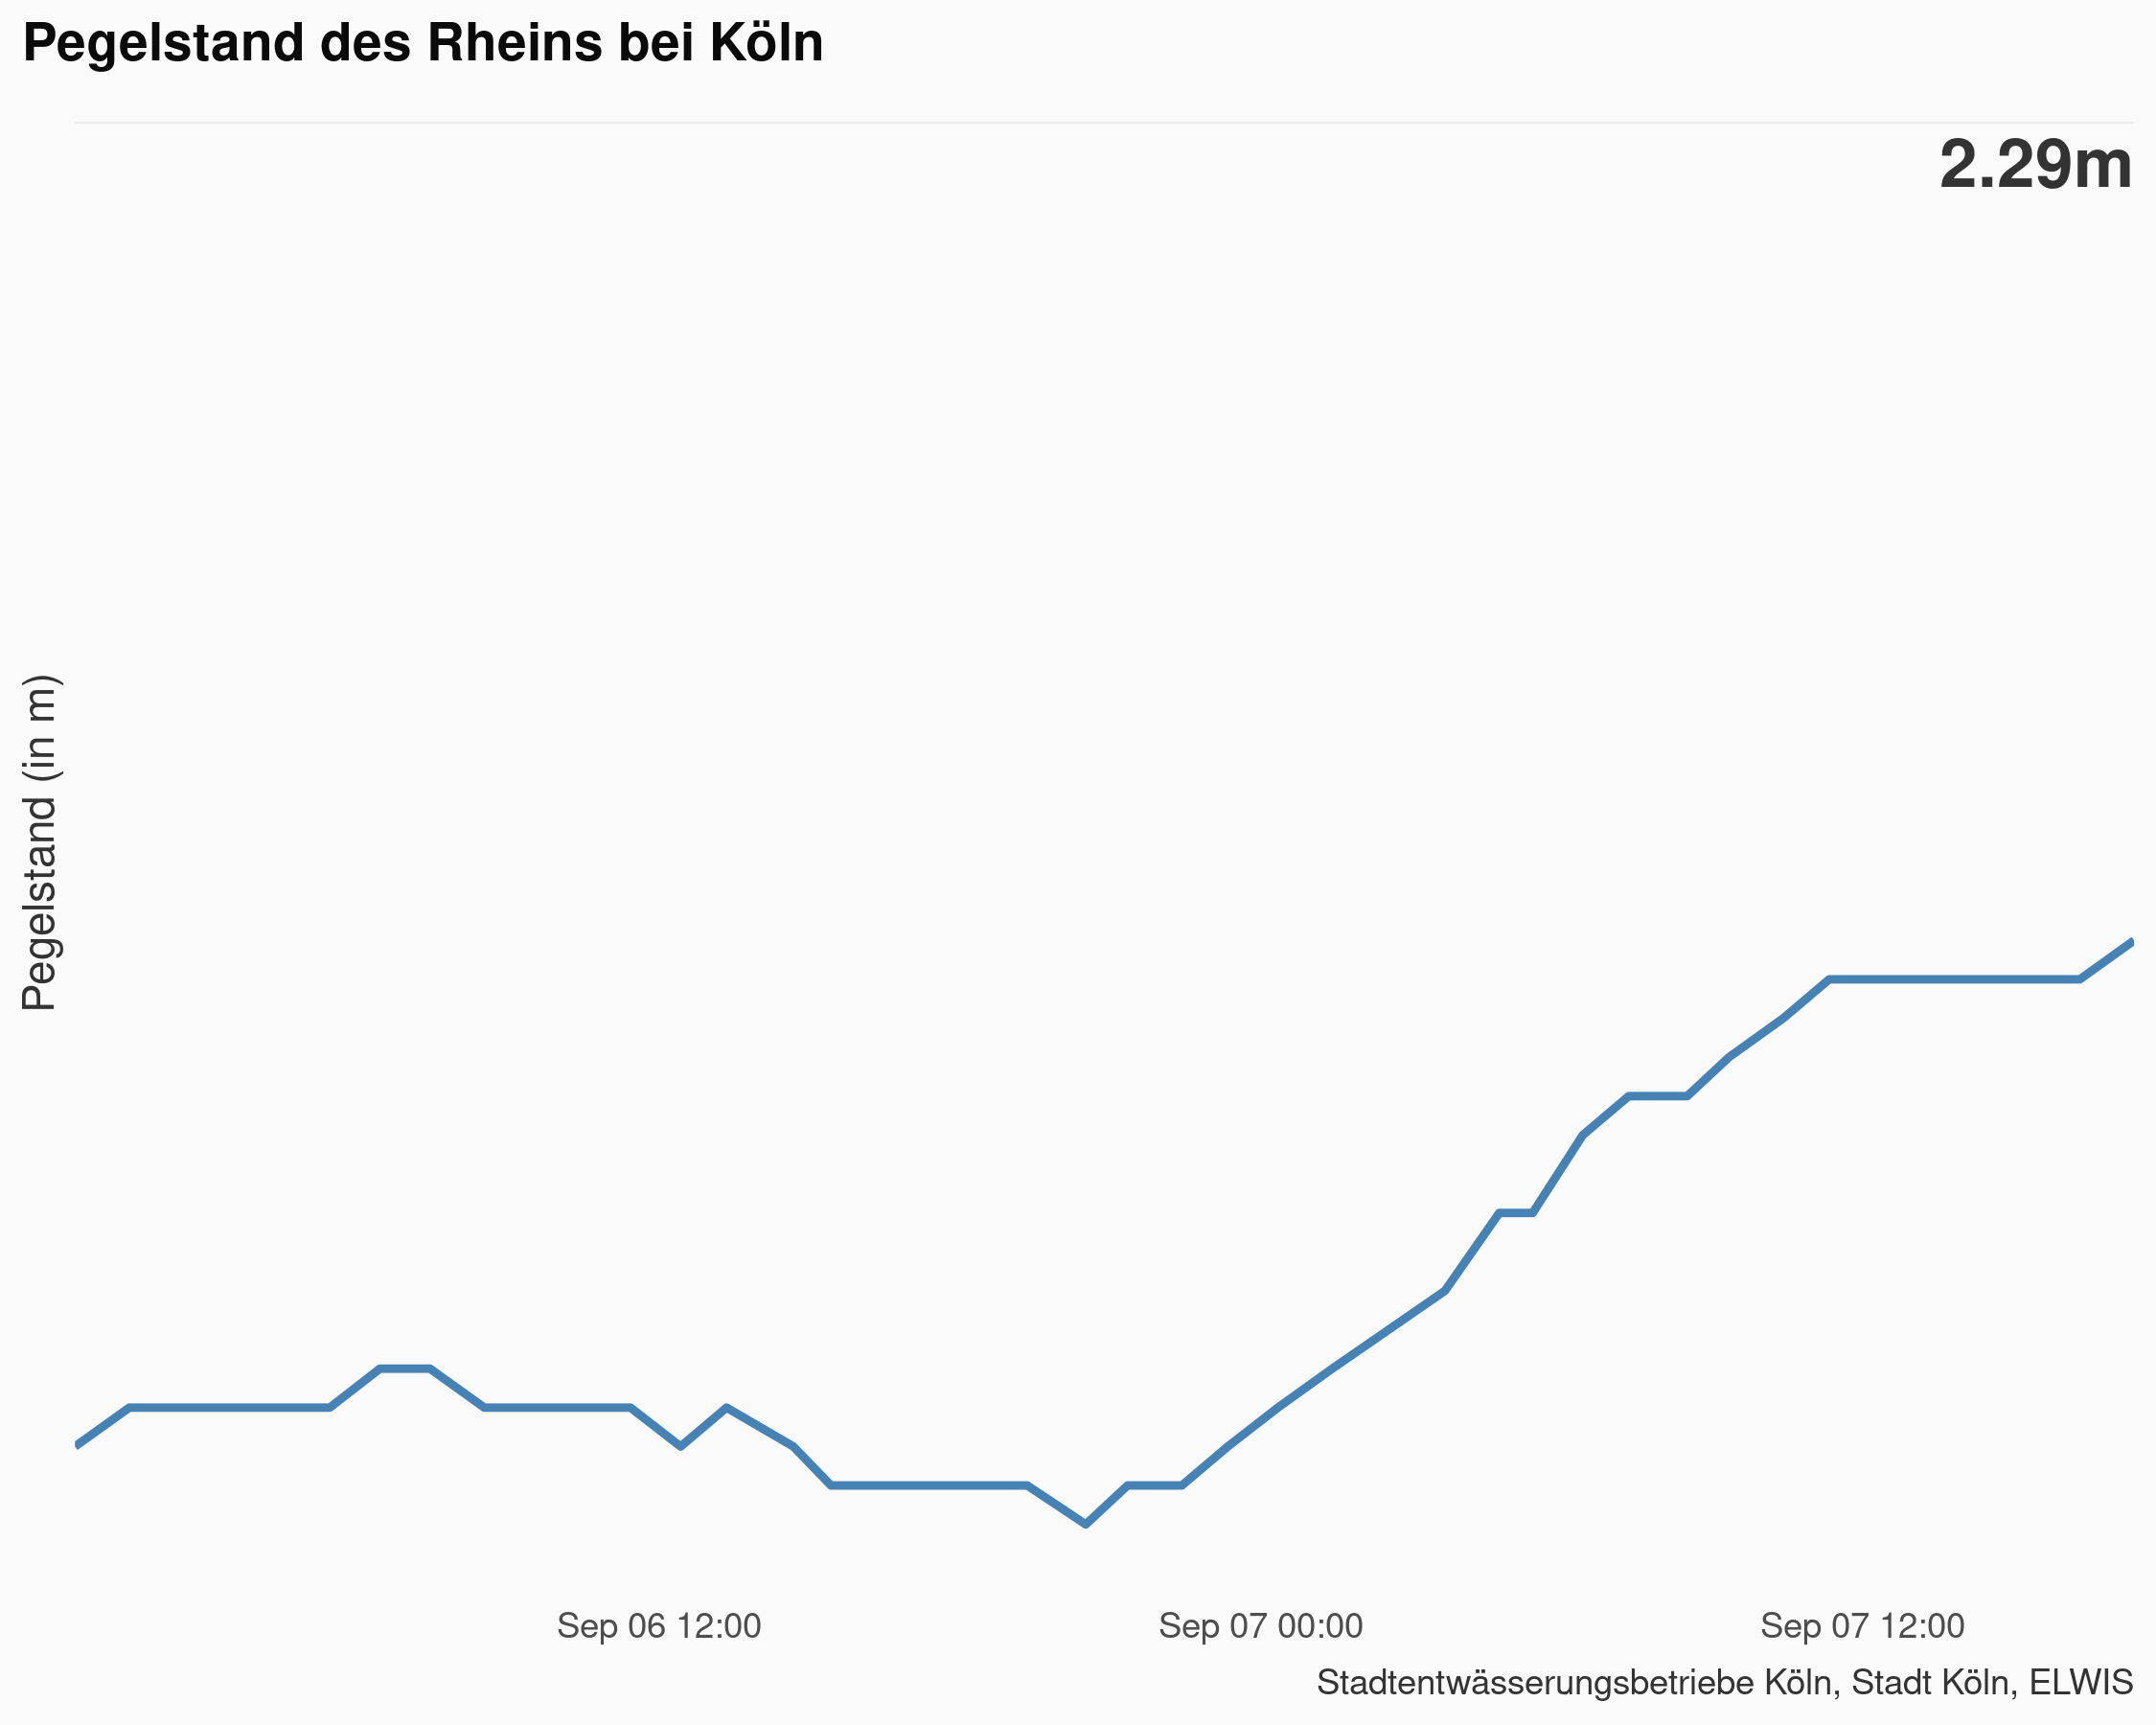 Pegelstand des Rheins bei Köln
2.29m
Pegelstand (in m)
Sep 06 12:00
Sep 07 00:00
Sep 07 12:00
Stadtentwässerungsbetriebe Köln, Stadt Köln, ELWIS